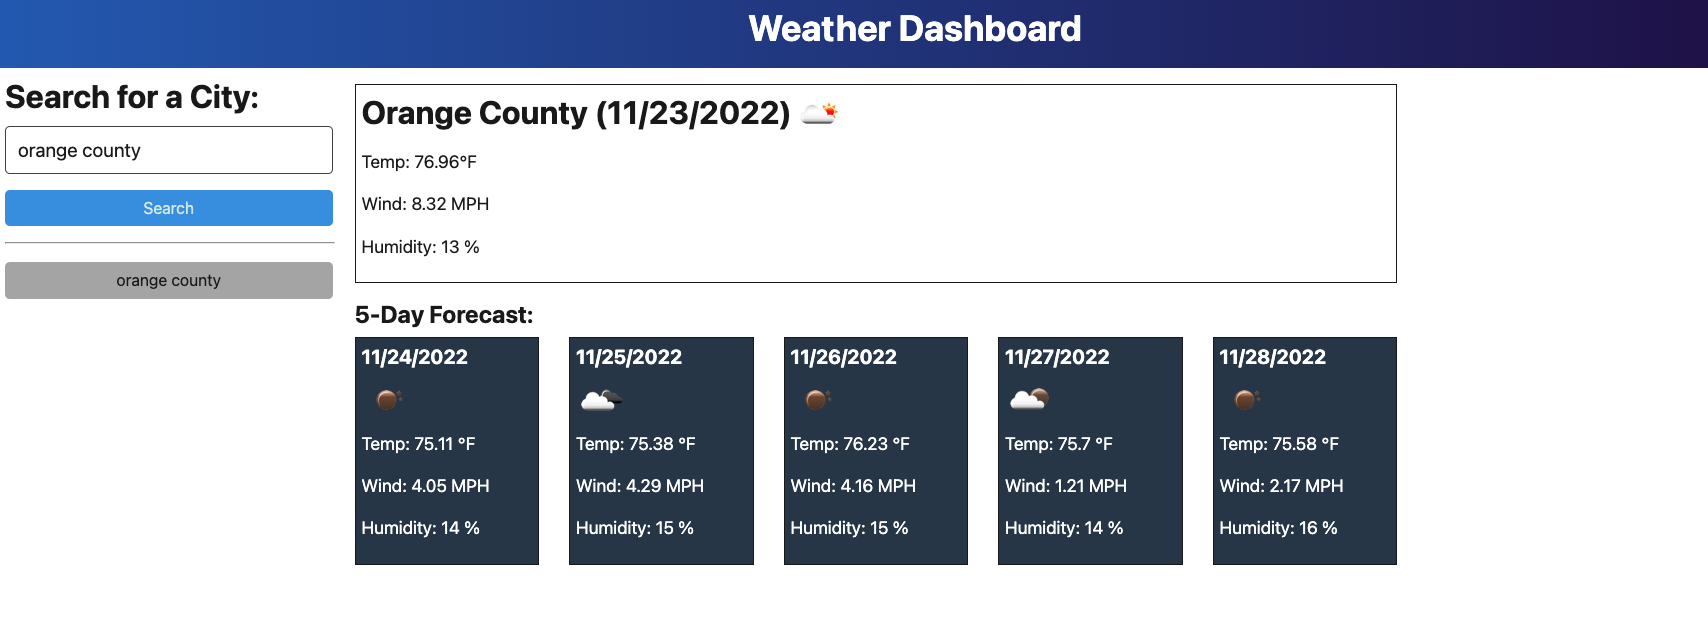 Weather Dashboard
Search for a City:
orange county
Search
orange county
Orange County (11/23/2022)
Temp: 76.96°F
Wind: 8.32 MPH
Humidity: 13 %
5-Day Forecast:
11/24/2022
Temp: 75.11 °F
Wind: 4.05 MPH
Humidity: 14 %
11/25/2022
Temp: 75.38 °F
Wind: 4.29 MPH
Humidity: 15 %
11/26/2022
Temp: 76.23 °F
Wind: 4.16 MPH
Humidity: 15 %
11/27/2022
Temp: 75.7 °F
Wind: 1.21 MPH
Humidity: 14 %
11/28/2022
Temp: 75.58 °F
Wind: 2.17 MPH
Humidity: 16 %